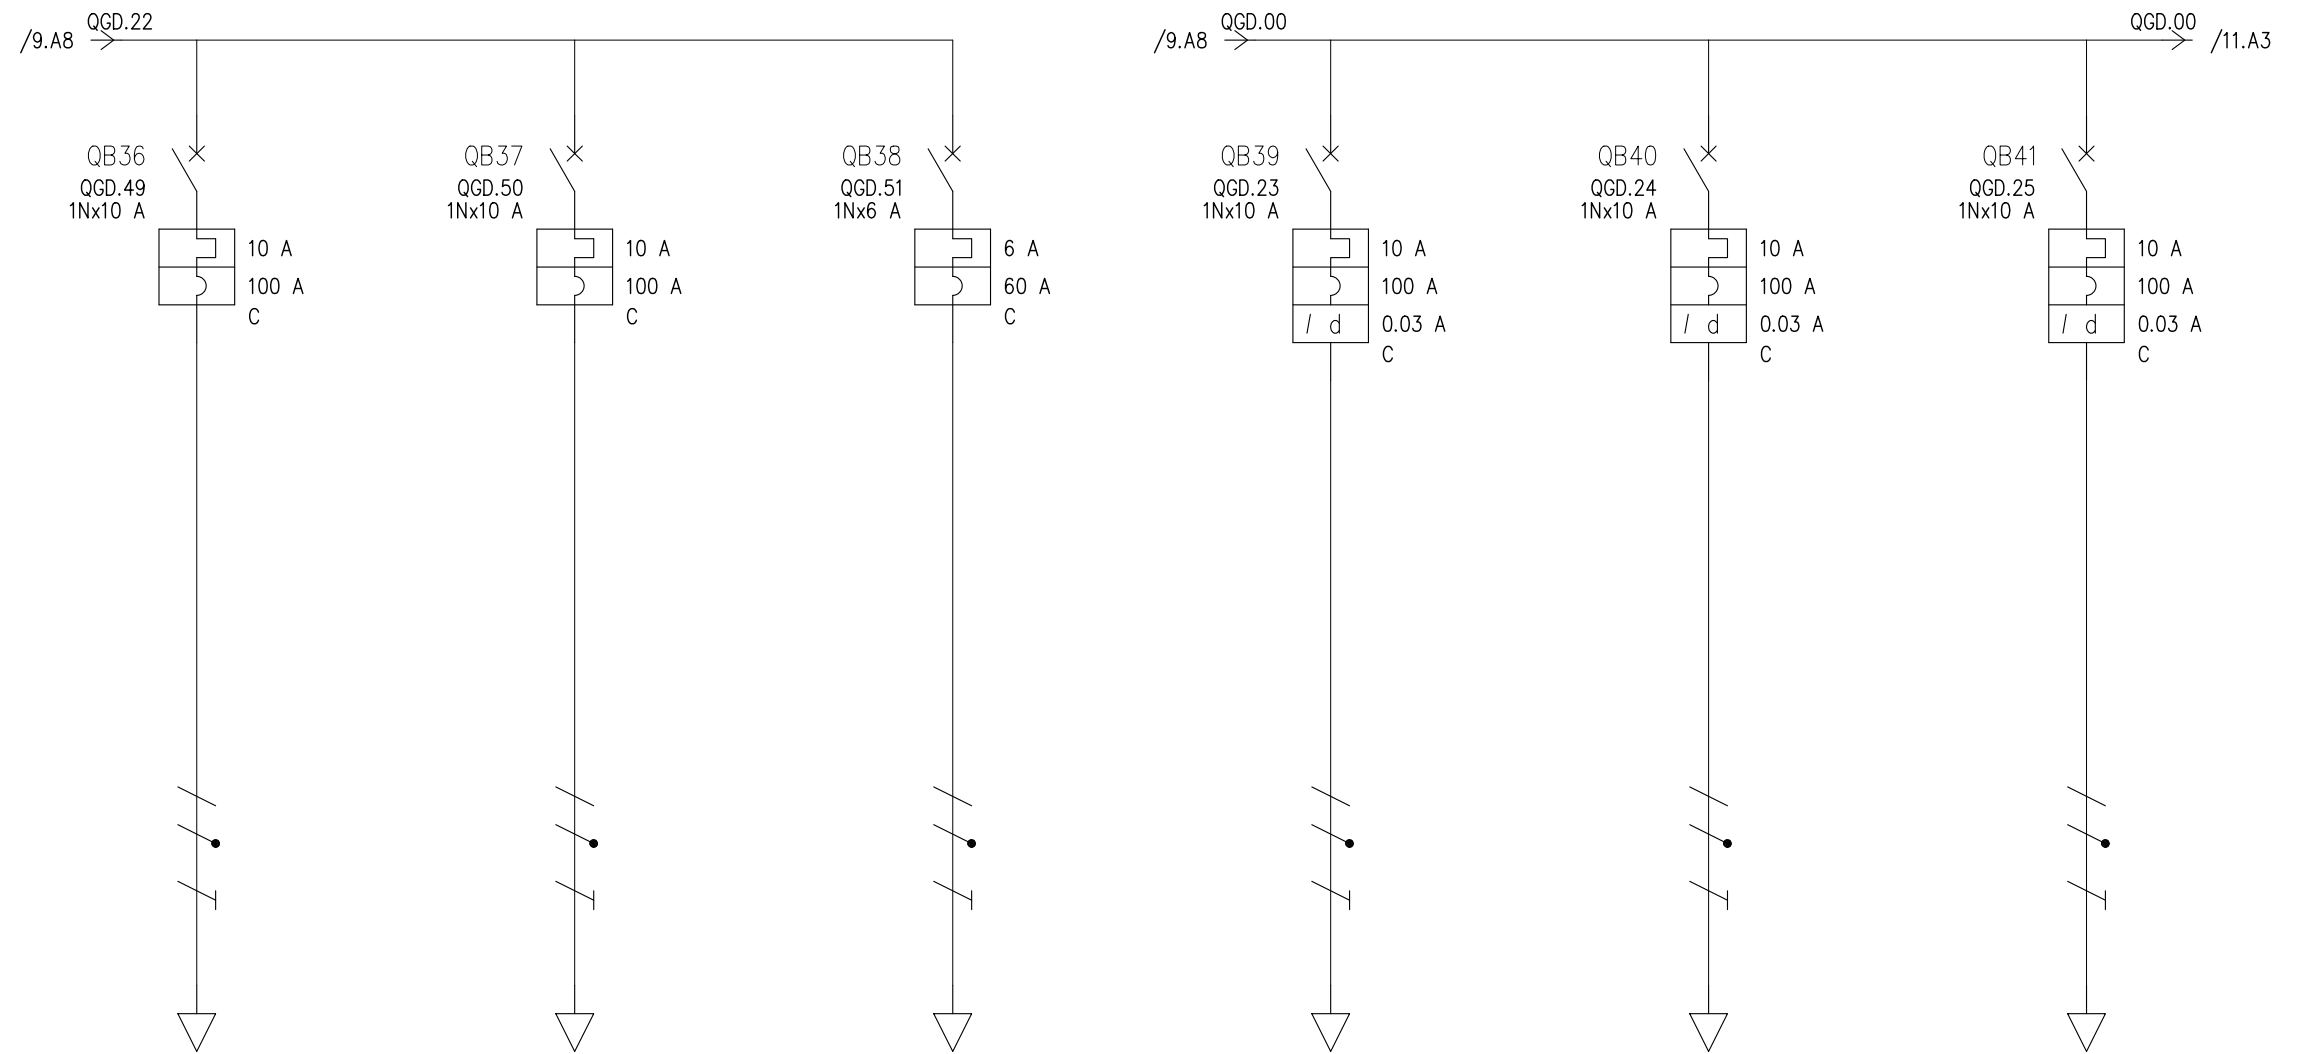 QGD.22
/9.A8
QGD.00
/9.A8
QGD.00
/11.A3
QB36
QGD.49
1Nx10 A
10 A
100 A
C
QB37
QGD.50
1Nx10 A
10 A
100 A
C
QB38
QGD.51
1Nx6 A
6 A
60 A
C
QB39
QGD.23
1Nx10 A
10 A
100 A
I d
0.03 A
C
QB40
QGD.24
1Nx10 A
10 A
100 A
I d
0.03 A
C
QB41
QGD.25
1Nx10 A
10 A
100 A
I d
0.03 A
C